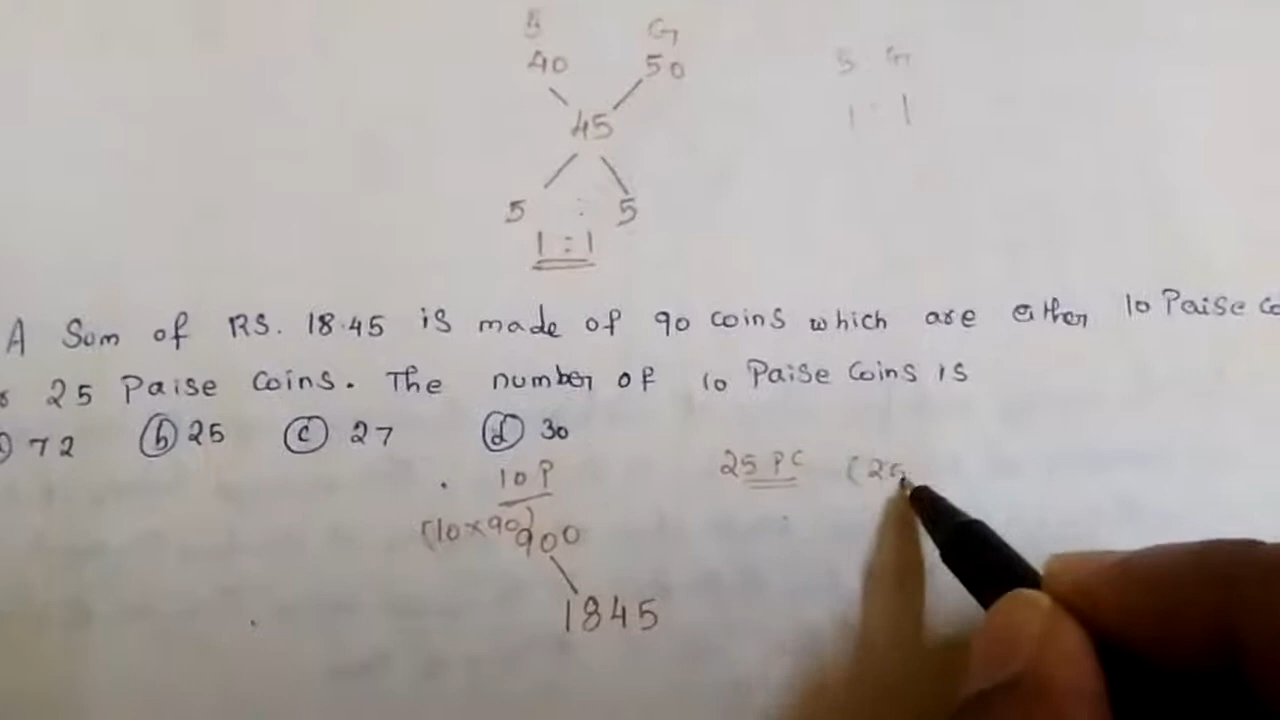 B G
40 50
B G
45
1 : 1
5 : 5
1 : 1
A Sum of RS. 18.45 is made of 90 coins which are either 10 Paise Co
25 Paise Coins. The number of 10 Paise Coins is
72 (b) 25 (c) 27 (d) 30
10 P 25 PC (25
(10×90) 900
1845